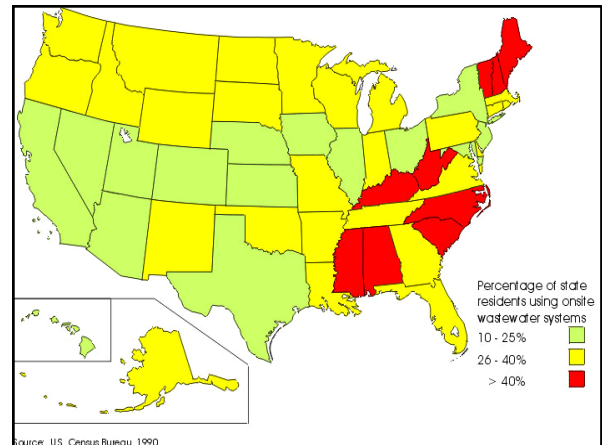 Percentage of state
residents using onsite
wastewater systems
10 - 25%
26 - 40%
> 40%
Source: U.S. Census Bureau, 1990